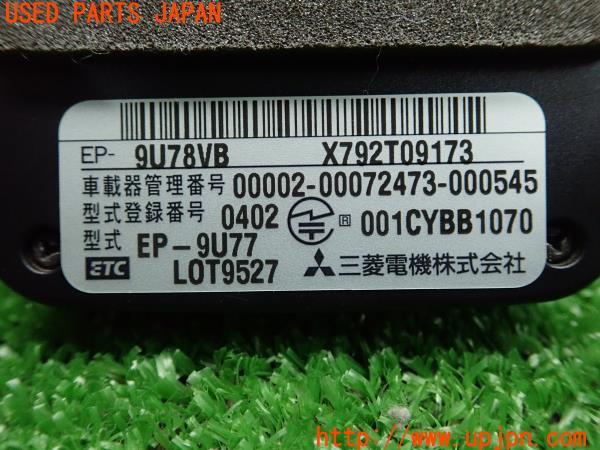 USED PARTS JAPAN
EP- 9U78VB X792T09173
車載器管理番号 00002-00072473-000545
型式登録番号 0402 R 001CYBB1070
型式 EP-9U77
ETC LOT9527 三菱電機株式会社
UPJ
http://www.upjpn.com/